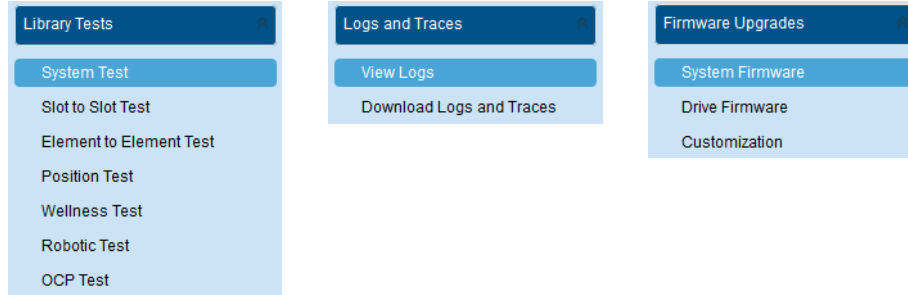 Library Tests
System Test
Slot to Slot Test
Element to Element Test
Position Test
Wellness Test
Robotic Test
OCP Test
Logs and Traces
View Logs
Download Logs and Traces
Firmware Upgrades
System Firmware
Drive Firmware
Customization